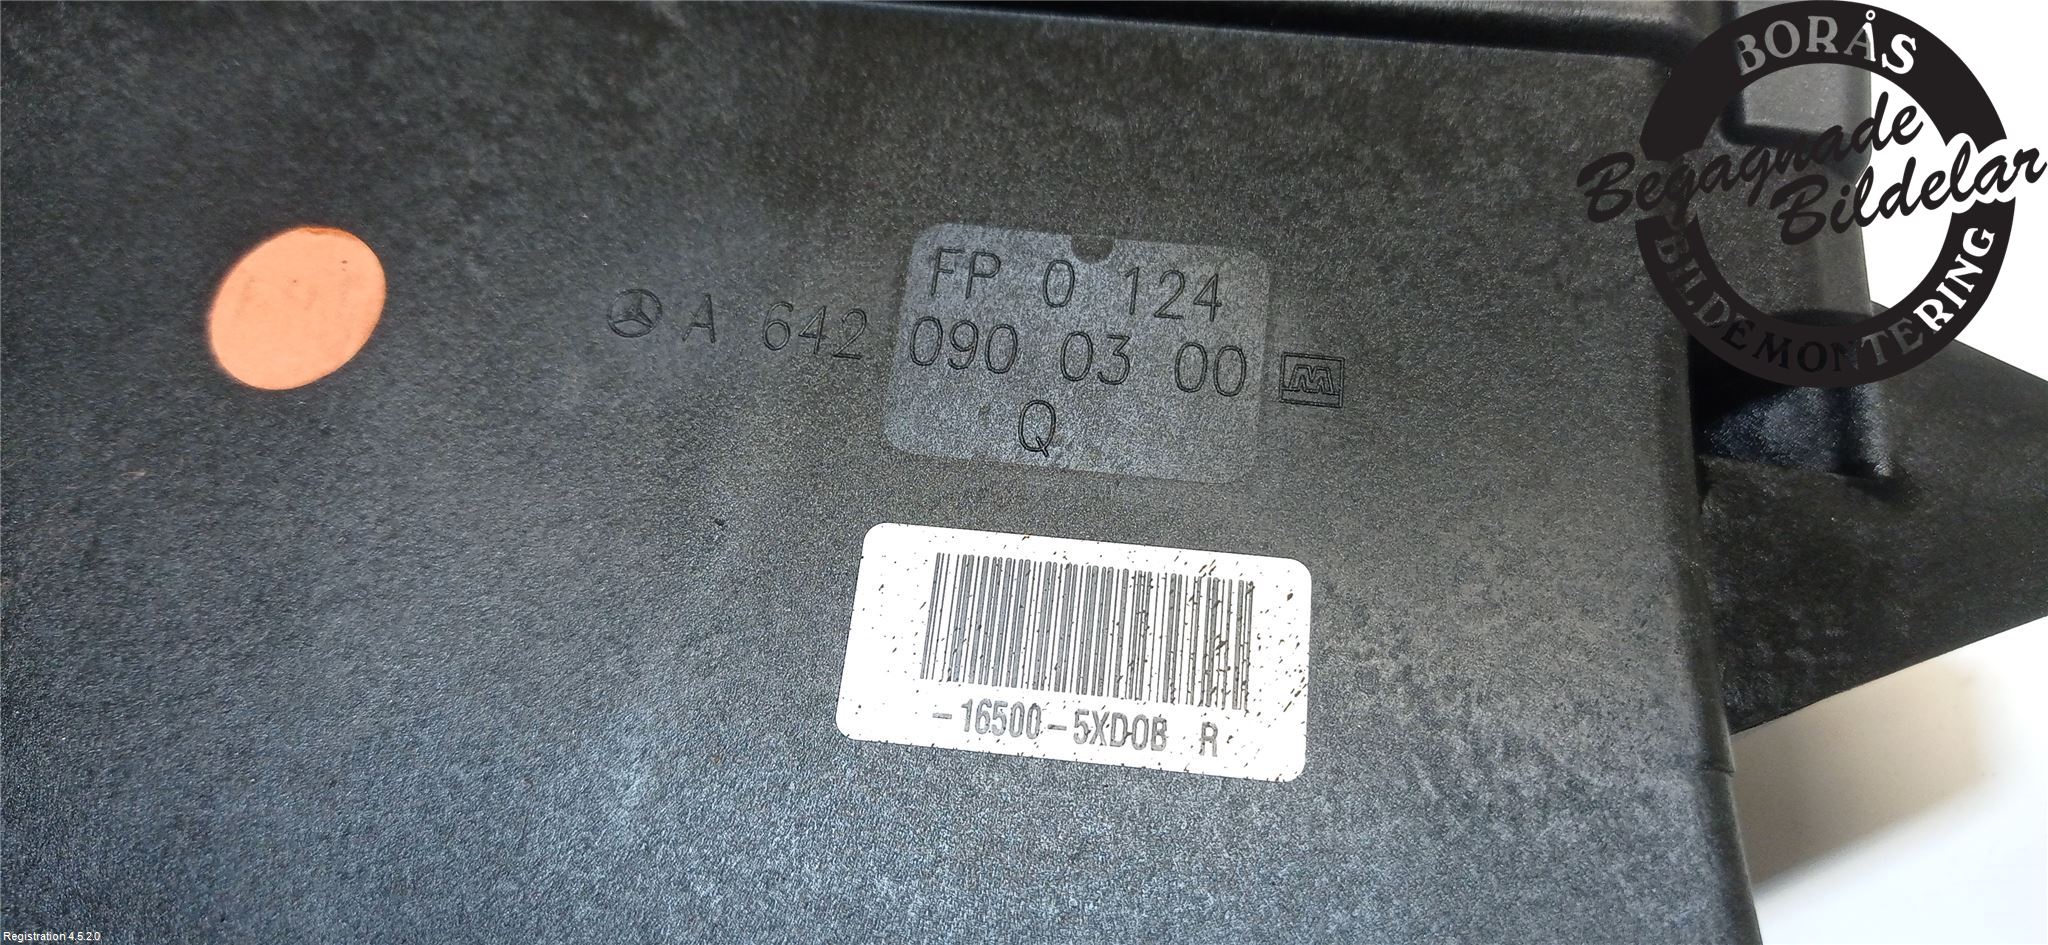 BORÅS
Begagnade
Bildelar
BILDEMONTERING
FP 0 124
A 642 090 03 00
Q
-16500-5XD0B R
Registration 4.5.2.0